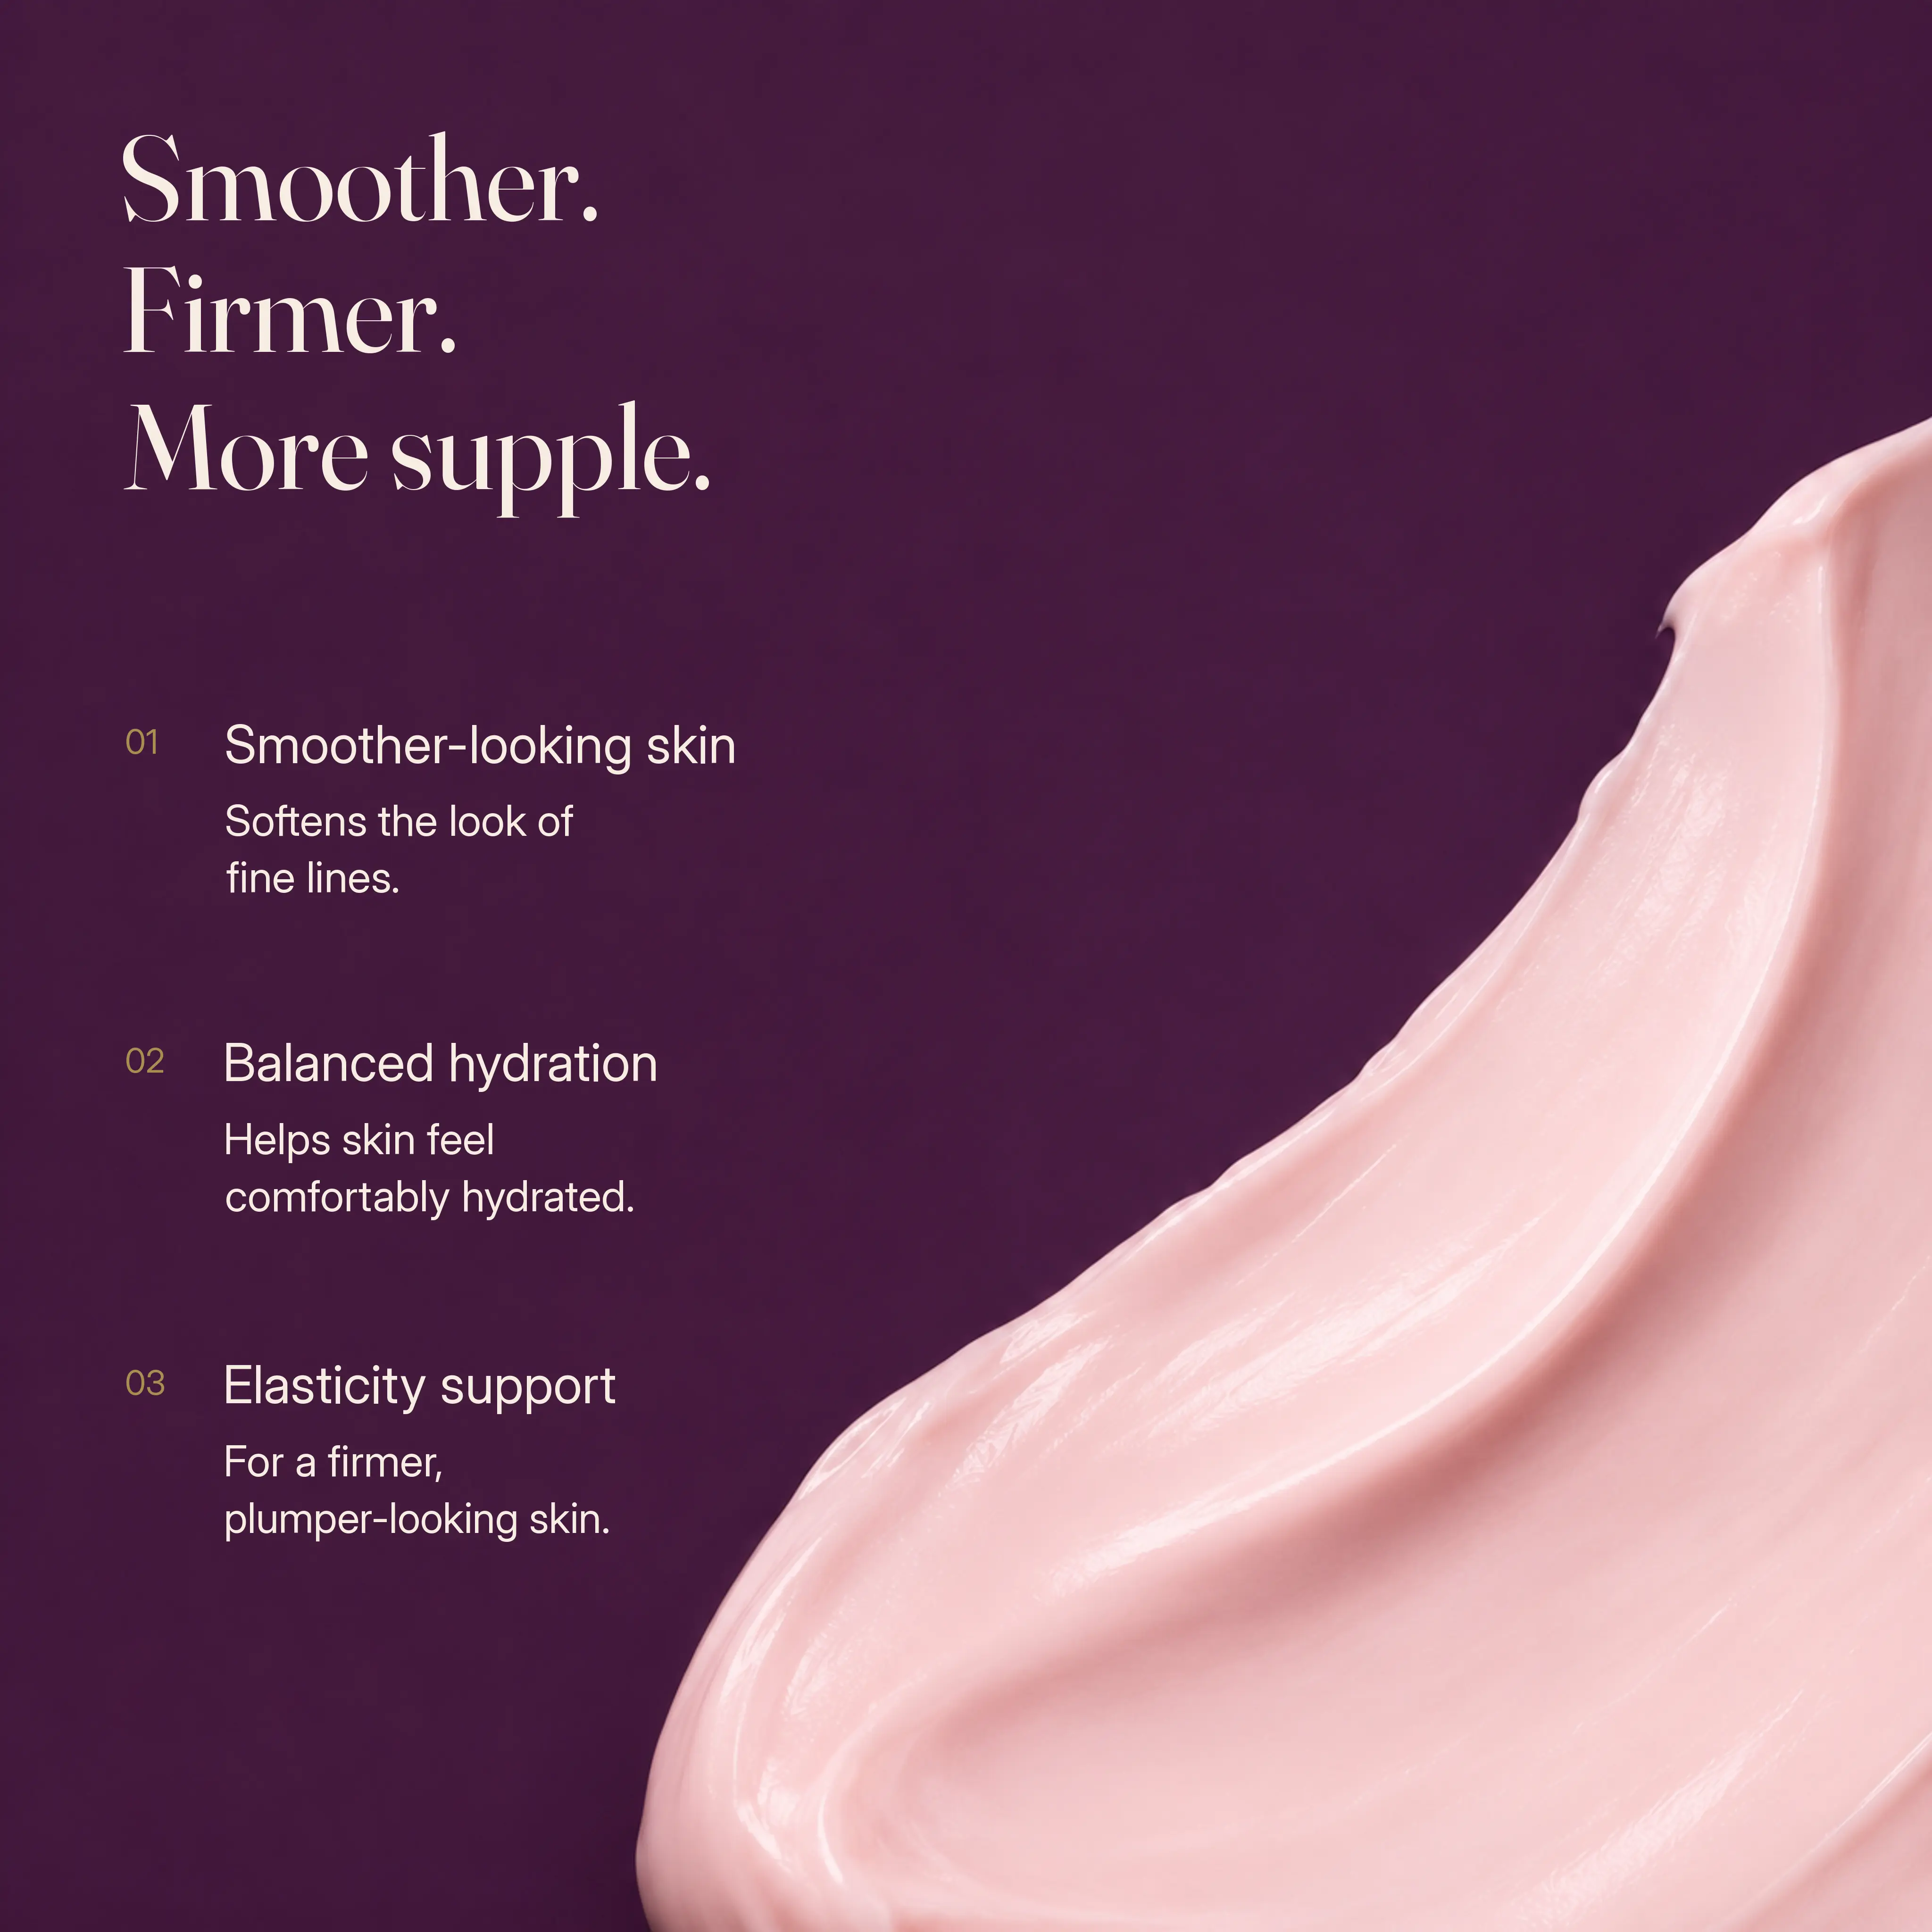 Smoother.
Firmer.
More supple.
01 Smoother-looking skin
Softens the look of
fine lines.
02 Balanced hydration
Helps skin feel
comfortably hydrated.
03 Elasticity support
For a firmer,
plumper-looking skin.